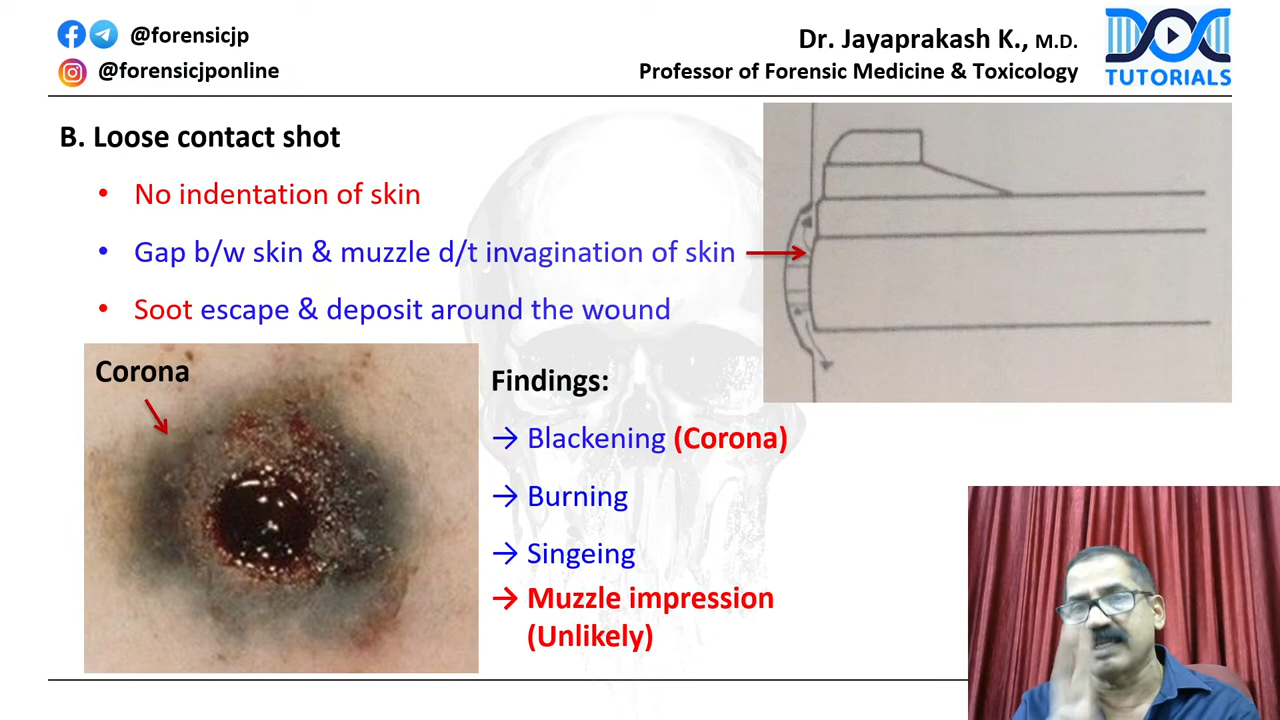 @forensicjp
@forensicjponline
Dr. Jayaprakash K., M.D.
Professor of Forensic Medicine & Toxicology
TUTORIALS
B. Loose contact shot
• No indentation of skin
• Gap b/w skin & muzzle d/t invagination of skin
• Soot escape & deposit around the wound
Corona
Findings:
→ Blackening (Corona)
→ Burning
→ Singeing
→ Muzzle impression
(Unlikely)